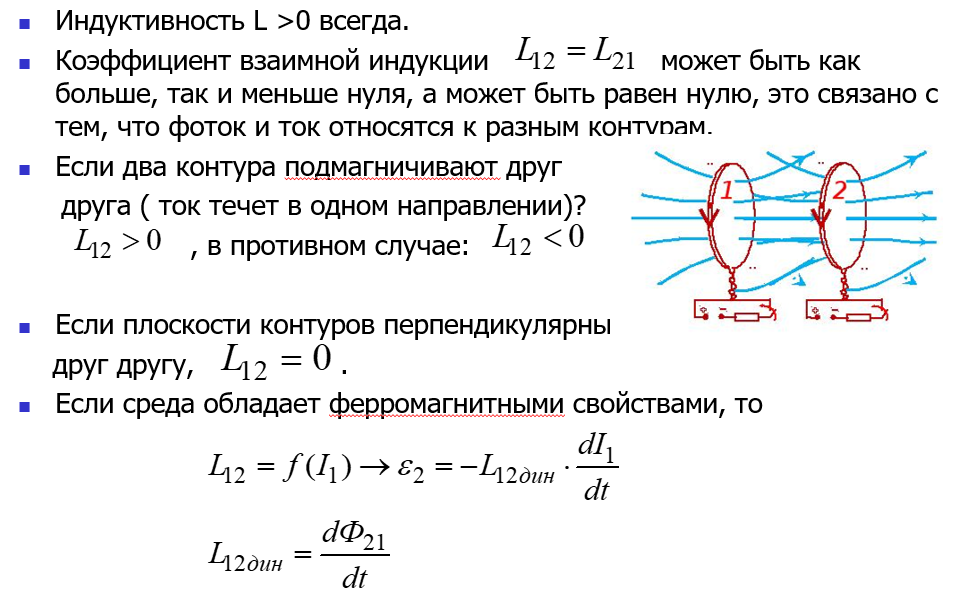 Индуктивность L >0 всегда.
Коэффициент взаимной индукции L₁₂ = L₂₁ может быть как
больше, так и меньше нуля, а может быть равен нулю, это связано с
тем, что фоток и ток относятся к разным контурам.
Если два контура подмагничивают друг
друга ( ток течет в одном направлении)?
L₁₂ > 0 , в противном случае: L₁₂ < 0
1 2
Если плоскости контуров перпендикулярны
друг другу, L₁₂ = 0 .
Если среда обладает ферромагнитными свойствами, то
L₁₂ = f(I₁) → ε₂ = −L₁₂дин · dI₁/dt
L₁₂дин = dФ₂₁/dt